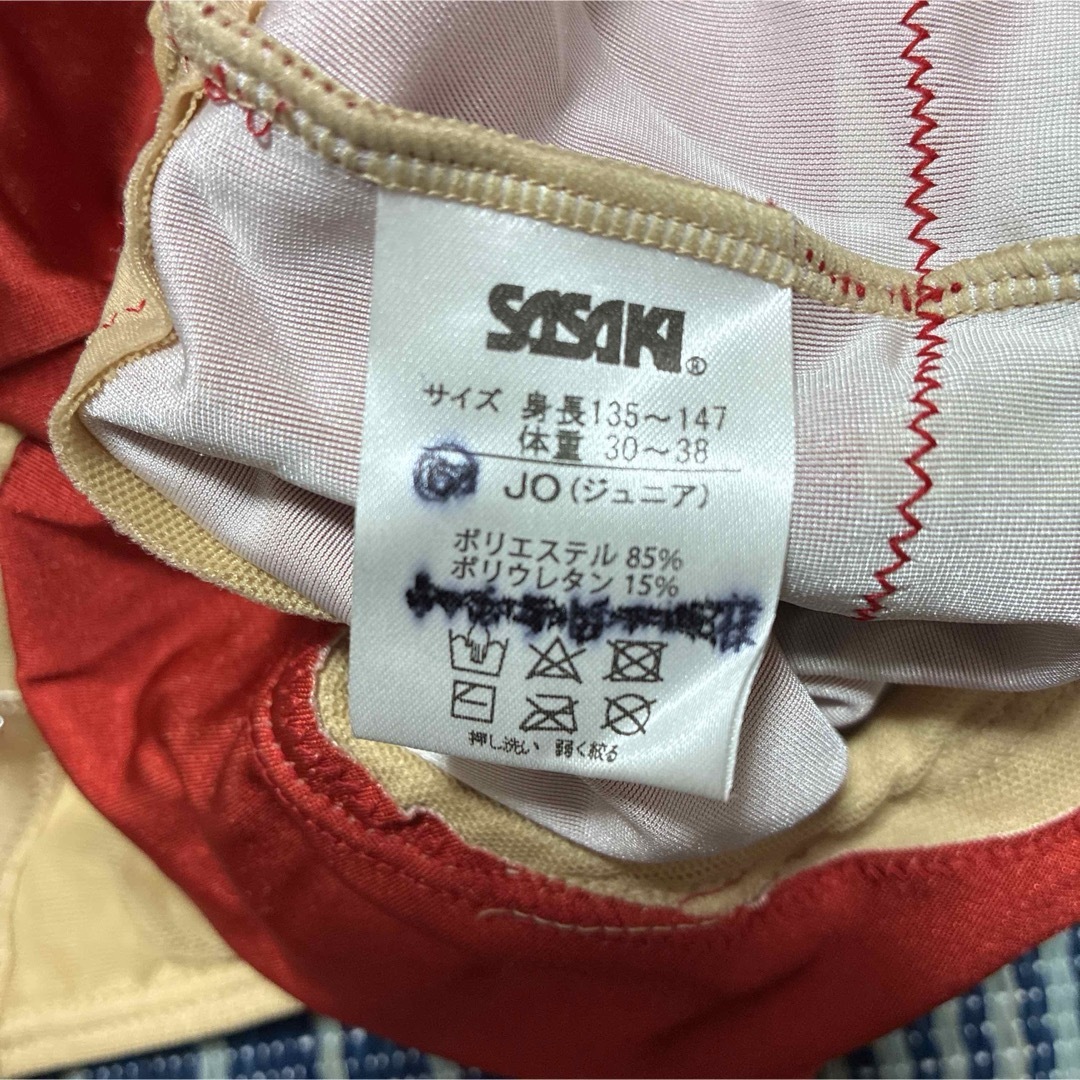 SASAKI®
サイズ 身長135～147
体重 30～38
JO（ジュニア）
ポリエステル 85%
ポリウレタン 15%
押し洗い 弱く絞る